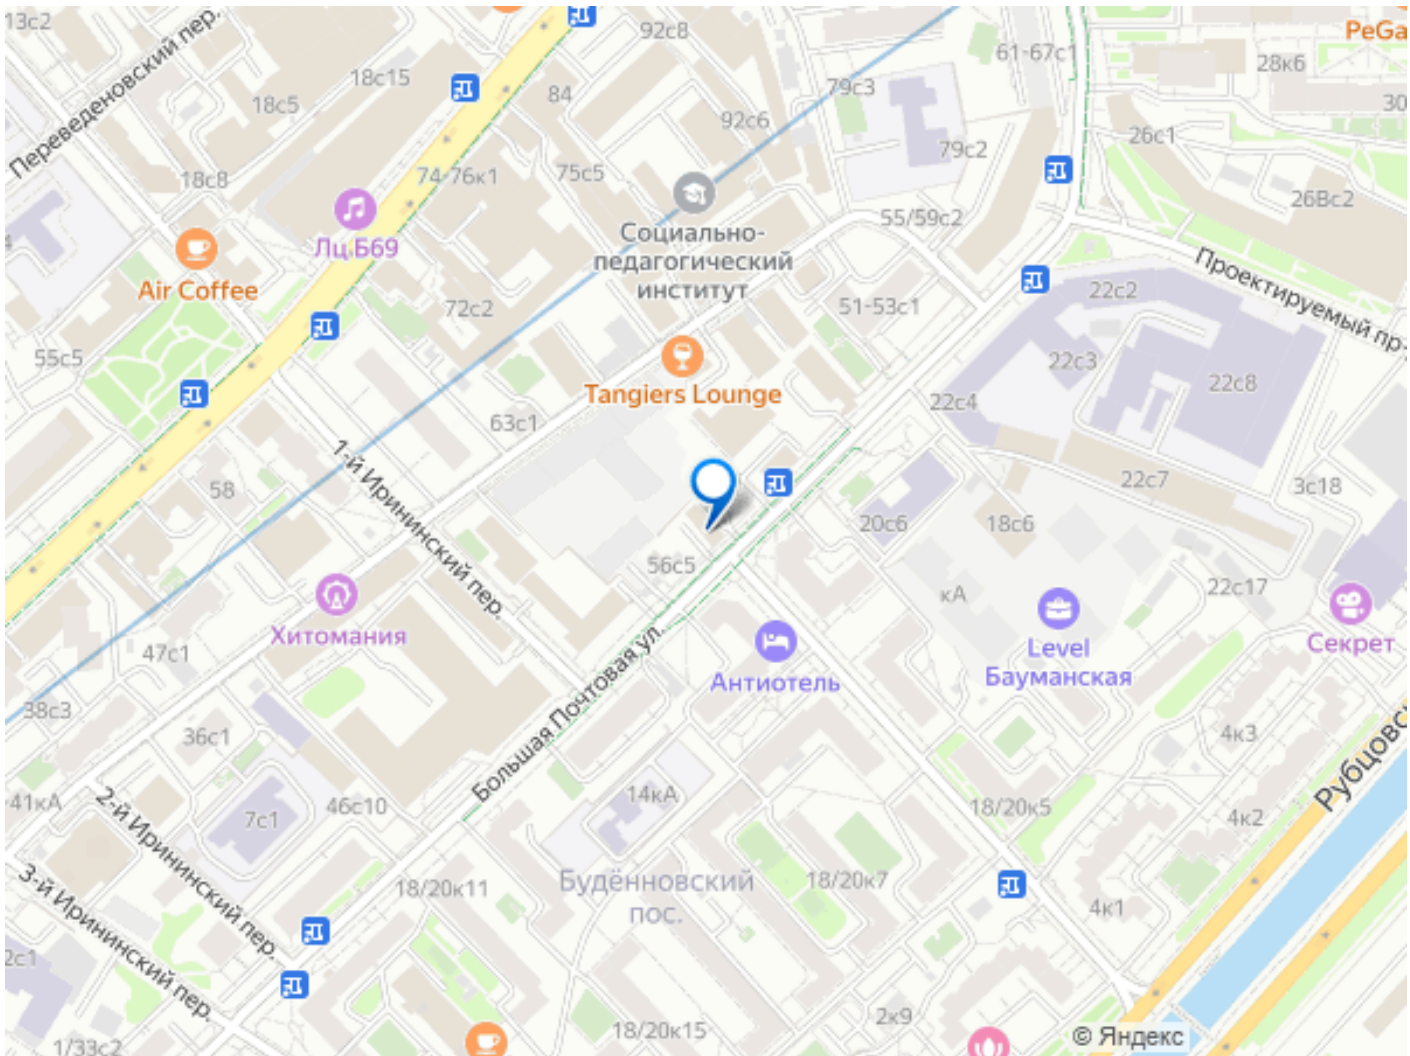 13с2
92с8
61-67с1
PeGa
28к6
Переведеновский пер.
18с15
84
79с3
30
18с5
92с6
79с2
26с1
18с8
74-76к1
75с5
26Вс2
55/59с2
Лц.Б69
Социально-
педагогический
институт
Проектируемый пр-
Air Coffee
22с2
72с2
51-53с1
55с5
22с3
22с8
Tangiers Lounge
22с4
63с1
1-й Ирининский пер.
58
22с7
3с18
20с6
18с6
56с5
22с17
кА
Хитомания
Level
Бауманская
Секрет
47с1
Антиотель
Большая Почтовая ул.
38с3
36с1
4к3
Рубцовс
41кА
2-й Ирининский пер.
7с1
46с10
14кА
18/20к5
4к2
3-й Ирининский пер.
18/20к11
Будённовский
пос.
18/20к7
4к1
2с1
2к9
18/20к15
1/33с2
© Яндекс